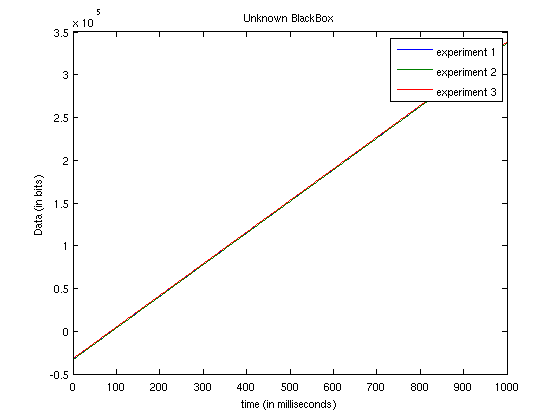 Unknown BlackBox
x 10 5
3.5
3
2.5
2
1.5
1
0.5
0
-0.5
Data (in bits)
experiment 1
experiment 2
experiment 3
0 100 200 300 400 500 600 700 800 900 1000
time (in milliseconds)